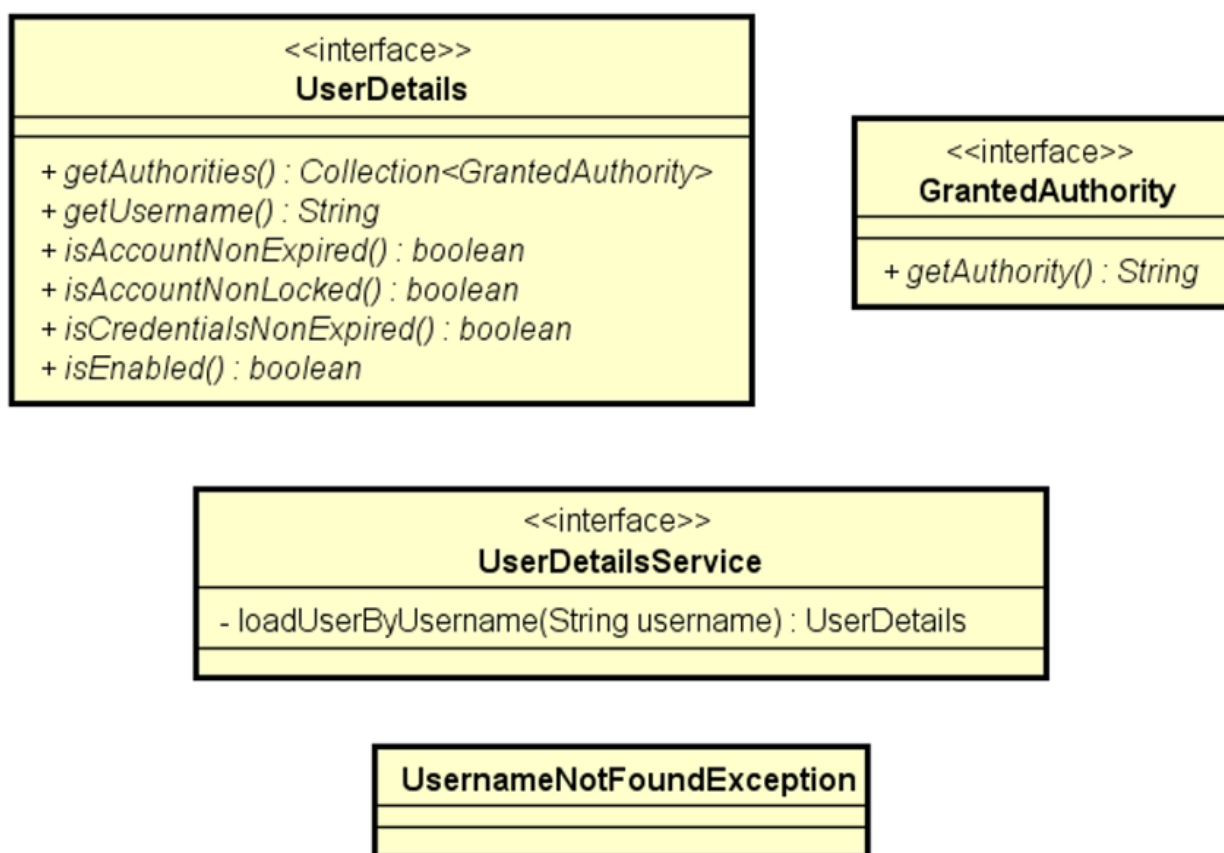 <<interface>>
UserDetails
+ getAuthorities() : Collection<GrantedAuthority>
+ getUsername() : String
+ isAccountNonExpired() : boolean
+ isAccountNonLocked() : boolean
+ isCredentialsNonExpired() : boolean
+ isEnabled() : boolean
<<interface>>
GrantedAuthority
+ getAuthority() : String
<<interface>>
UserDetailsService
- loadUserByUsername(String username) : UserDetails
UsernameNotFoundException